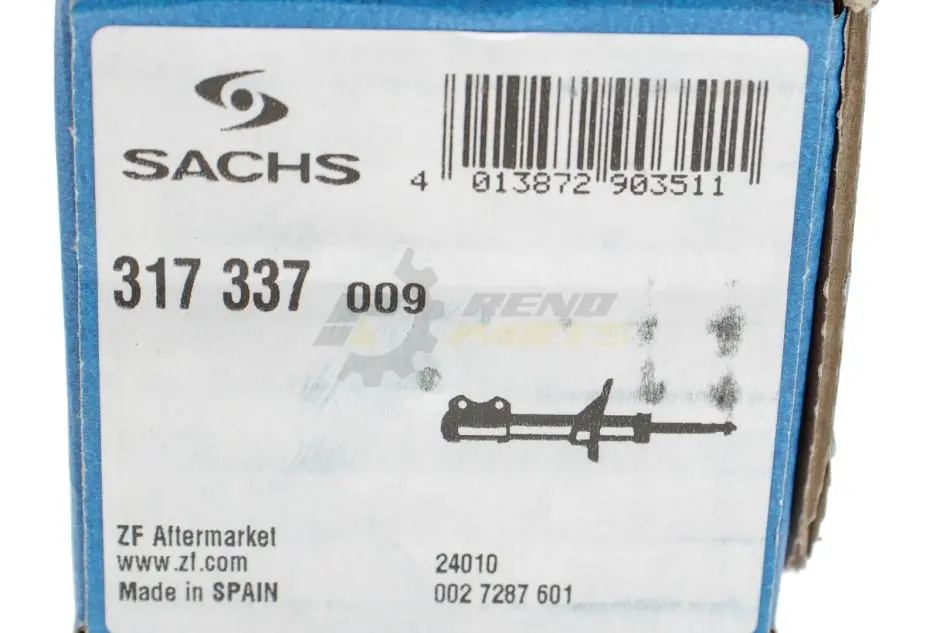 SACHS
4 013872 903511
317 337 009
RENO
PARTS
ZF Aftermarket
www.zf.com
Made in SPAIN
24010
002 7287 601